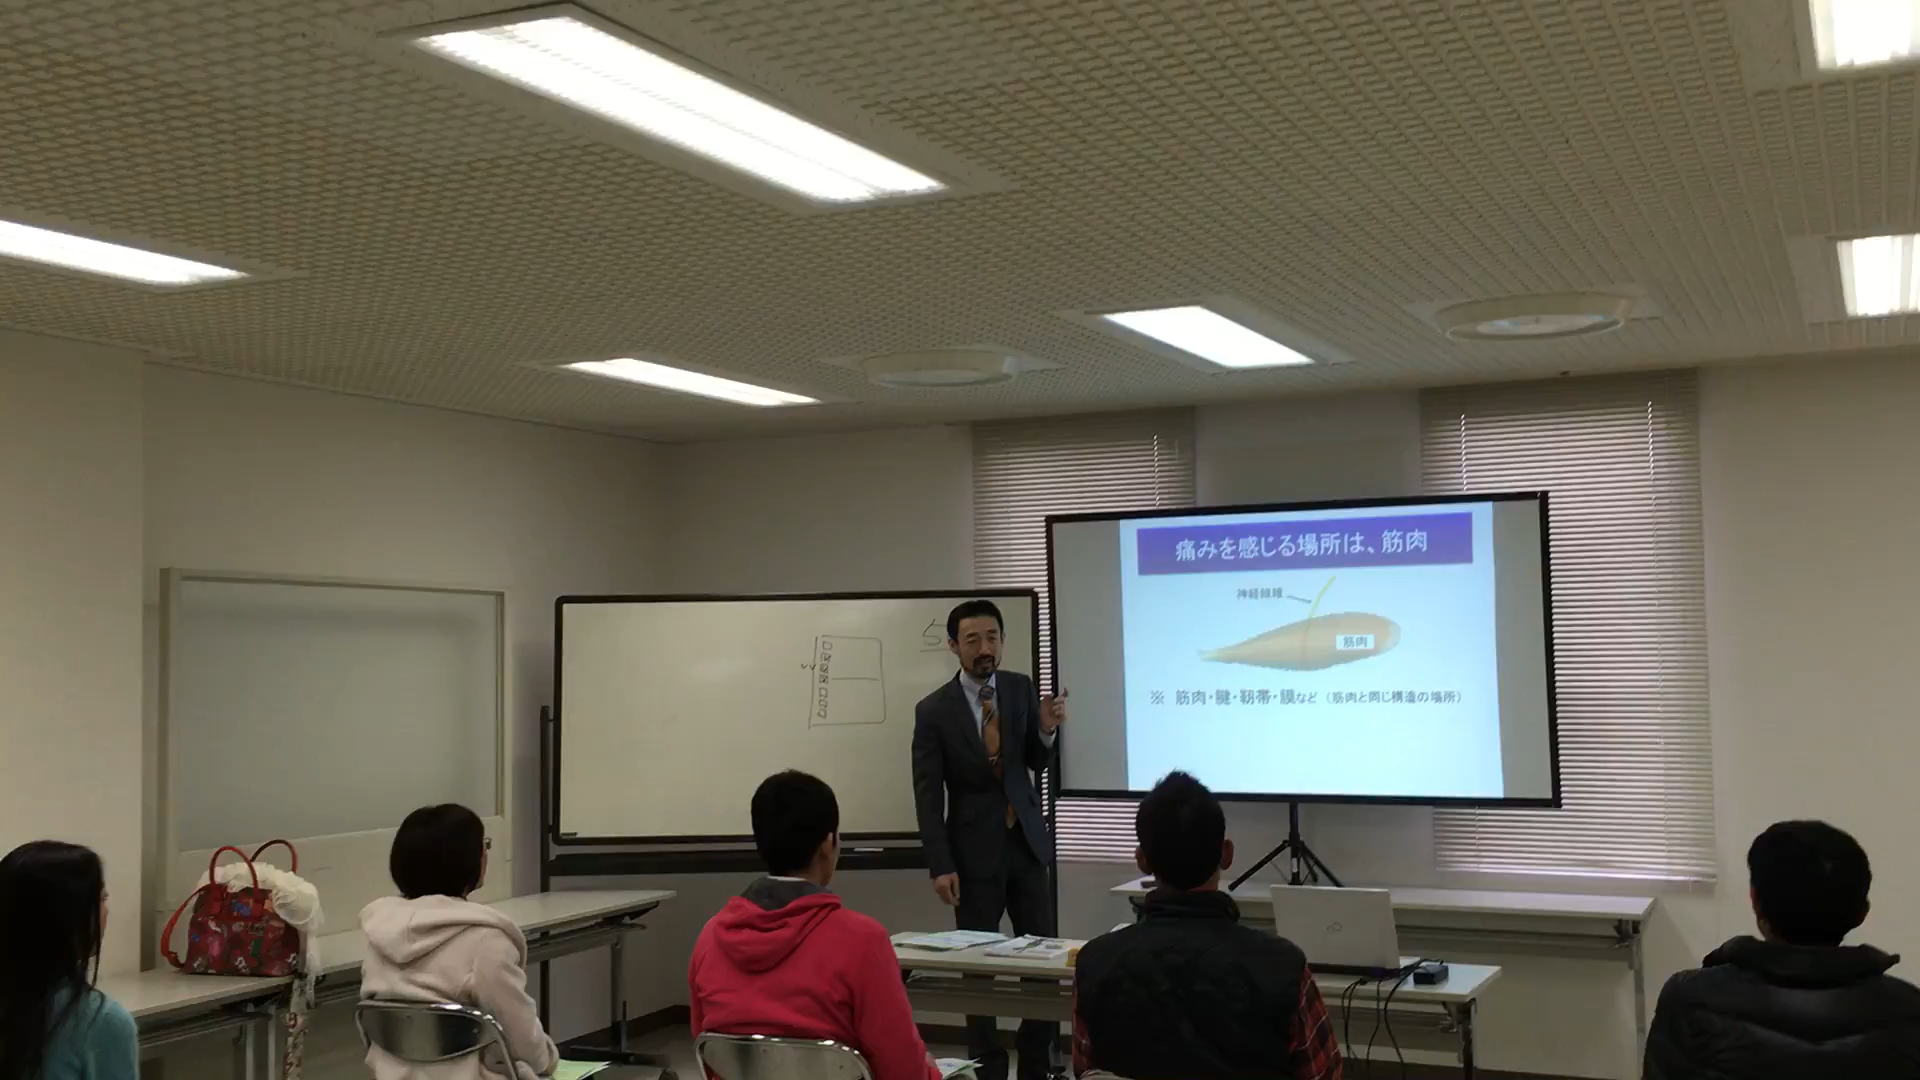 痛みを感じる場所は、筋肉
神経線維
筋肉
※ 筋肉・腱・靭帯・膜など（筋肉と同じ構造の場所）
5